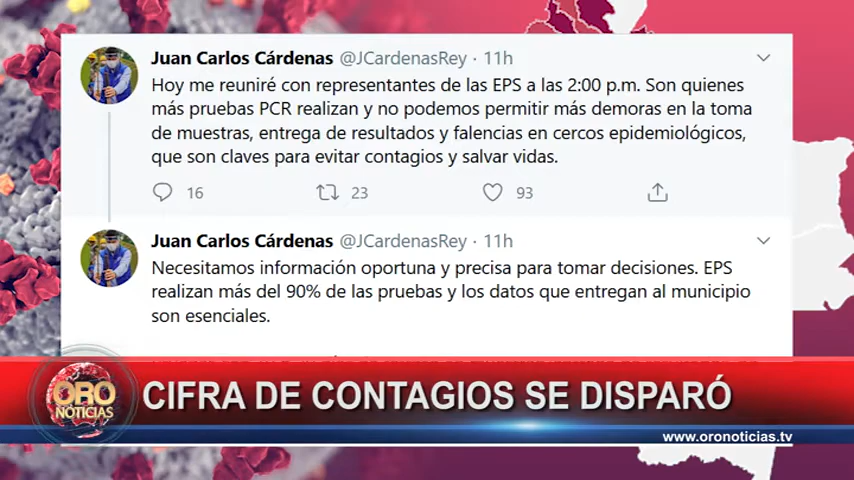 Juan Carlos Cárdenas @JCardenasRey · 11h
Hoy me reuniré con representantes de las EPS a las 2:00 p.m. Son quienes
más pruebas PCR realizan y no podemos permitir más demoras en la toma
de muestras, entrega de resultados y falencias en cercos epidemiológicos,
que son claves para evitar contagios y salvar vidas.
16 23 93
Juan Carlos Cárdenas @JCardenasRey · 11h
Necesitamos información oportuna y precisa para tomar decisiones. EPS
realizan más del 90% de las pruebas y los datos que entregan al municipio
son esenciales.
ORO
NOTICIAS
CIFRA DE CONTAGIOS SE DISPARÓ
www.oronoticias.tv